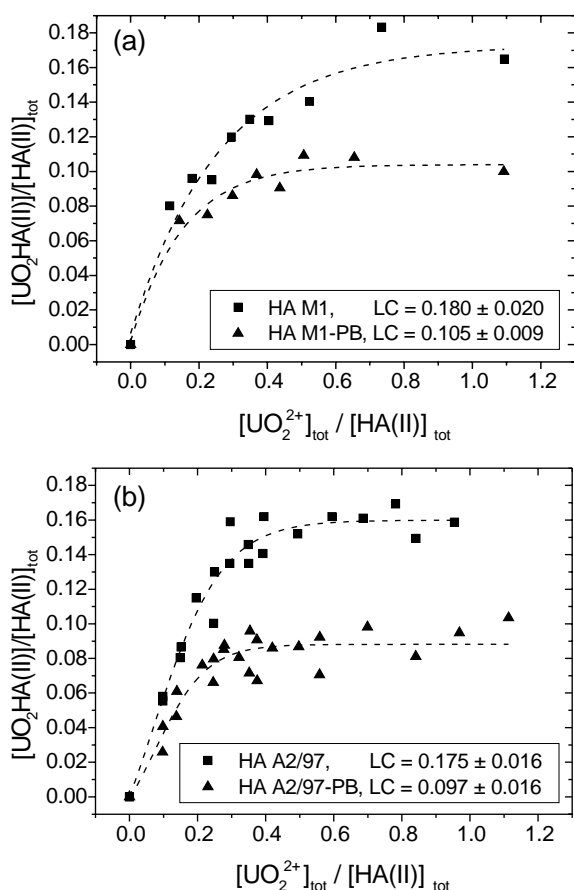 (a)
0.18
0.16
0.14
0.12
0.10
0.08
0.06
0.04
0.02
0.00
[UO₂HA(II)]/[HA(II)]tot
HA M1, LC = 0.180 ± 0.020
HA M1-PB, LC = 0.105 ± 0.009
0.0 0.2 0.4 0.6 0.8 1.0 1.2
[UO₂²⁺]tot / [HA(II)] tot
(b)
0.18
0.16
0.14
0.12
0.10
0.08
0.06
0.04
0.02
0.00
[UO₂HA(II)]/[HA(II)]tot
HA A2/97, LC = 0.175 ± 0.016
HA A2/97-PB, LC = 0.097 ± 0.016
0.0 0.2 0.4 0.6 0.8 1.0 1.2
[UO₂²⁺]tot / [HA(II)] tot